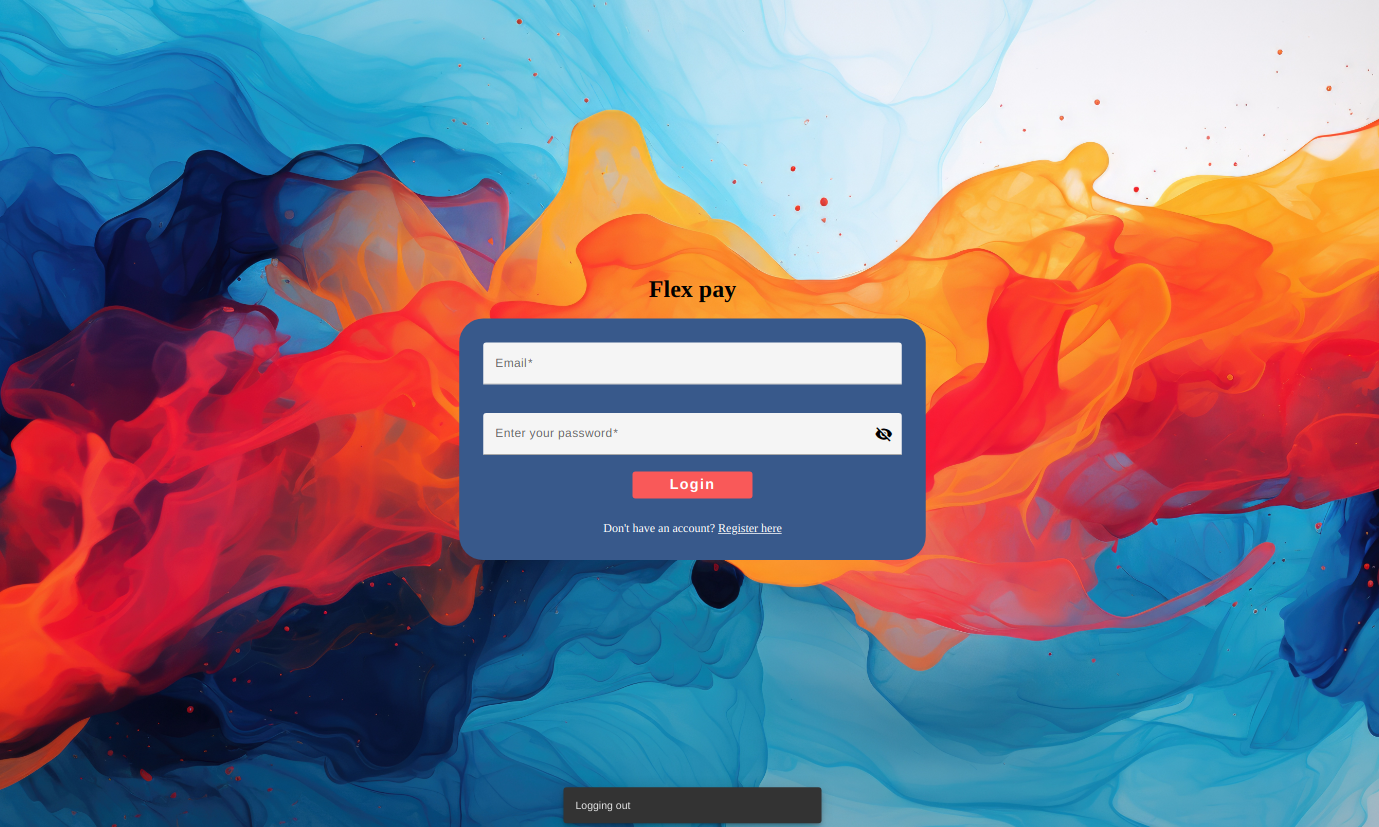 Flex pay
Email*
Enter your password*
Login
Don't have an account? Register here
Logging out